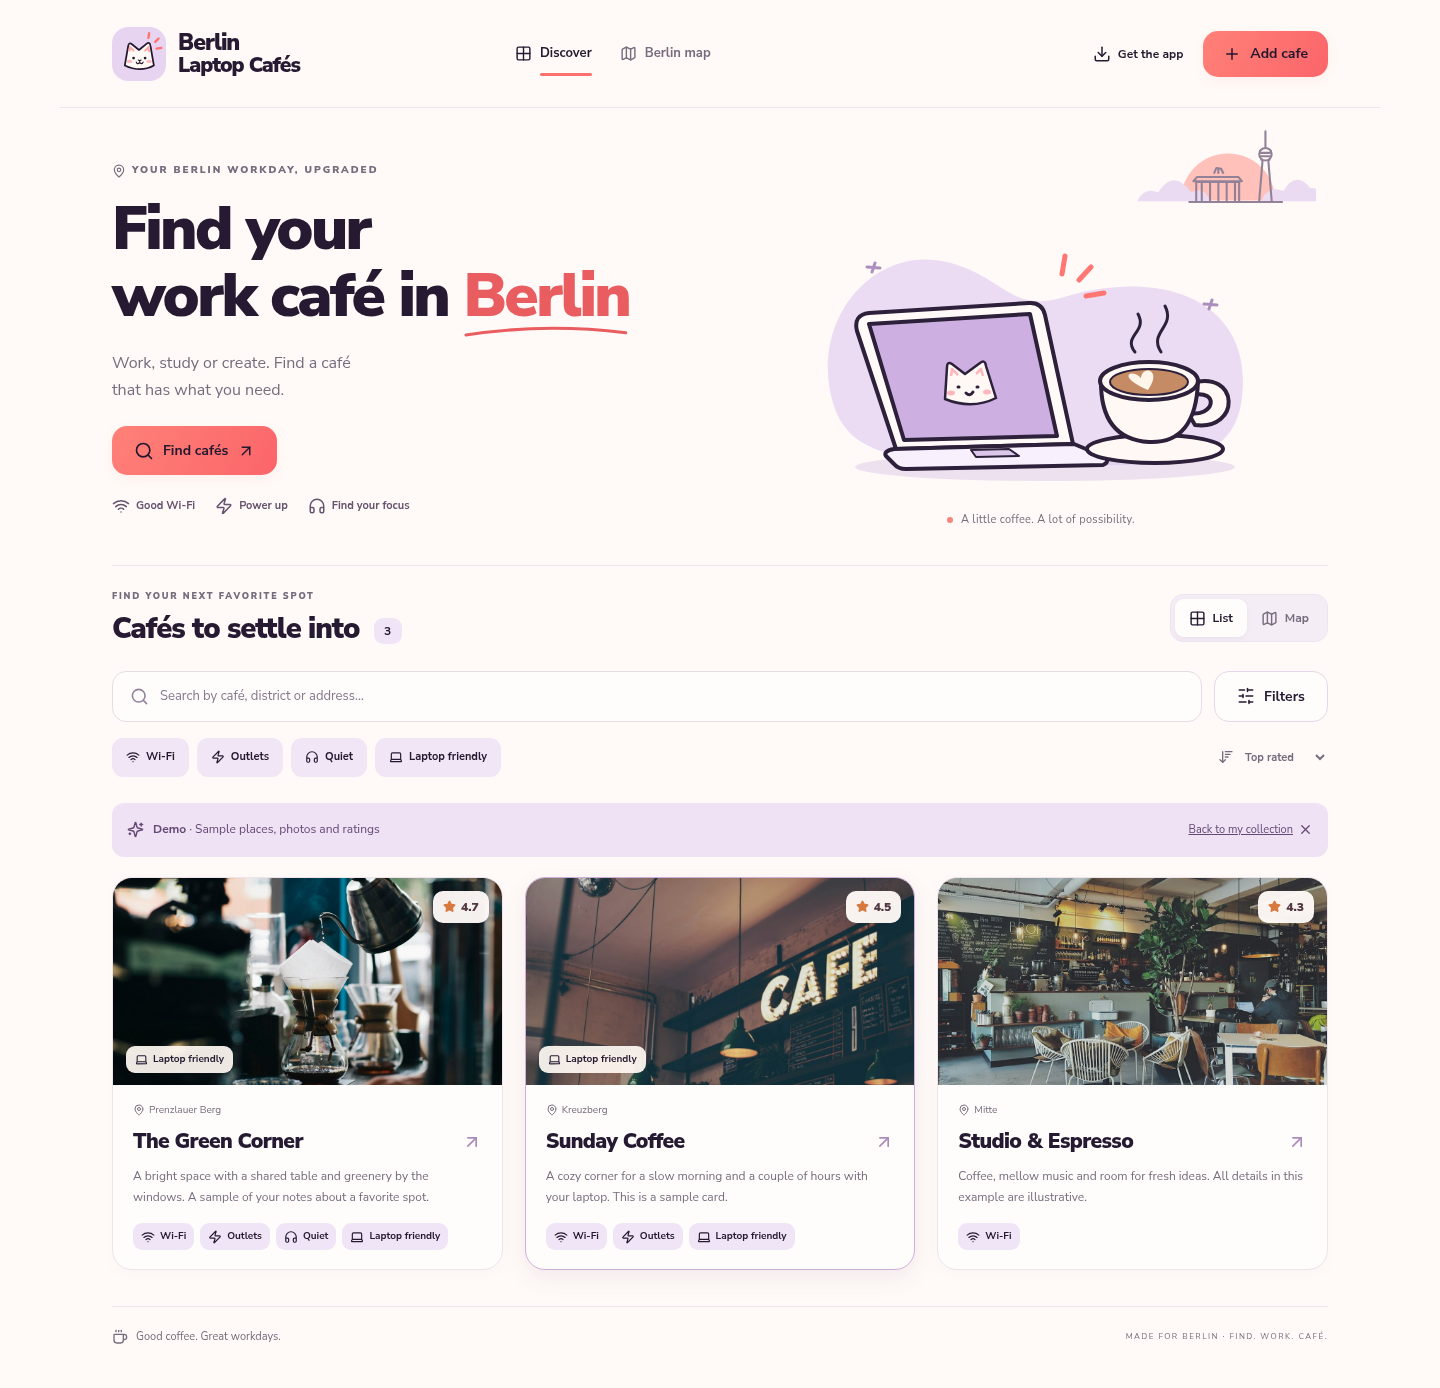 Berlin
Laptop Cafés
Discover
Berlin map
Get the app
Add cafe
YOUR BERLIN WORKDAY, UPGRADED
Find your
work café in Berlin
Work, study or create. Find a café
that has what you need.
Find cafés
Good Wi-Fi
Power up
Find your focus
A little coffee. A lot of possibility.
FIND YOUR NEXT FAVORITE SPOT
Cafés to settle into 3
List
Map
Search by café, district or address...
Filters
Wi-Fi
Outlets
Quiet
Laptop friendly
Top rated
Demo · Sample places, photos and ratings
Back to my collection
4.7
Laptop friendly
Prenzlauer Berg
The Green Corner
A bright space with a shared table and greenery by the
windows. A sample of your notes about a favorite spot.
Wi-Fi
Outlets
Quiet
Laptop friendly
4.5
CAFE
Laptop friendly
Kreuzberg
Sunday Coffee
A cozy corner for a slow morning and a couple of hours with
your laptop. This is a sample card.
Wi-Fi
Outlets
Laptop friendly
4.3
Mitte
Studio & Espresso
Coffee, mellow music and room for fresh ideas. All details in this
example are illustrative.
Wi-Fi
Good coffee. Great workdays.
MADE FOR BERLIN · FIND. WORK. CAFÉ.